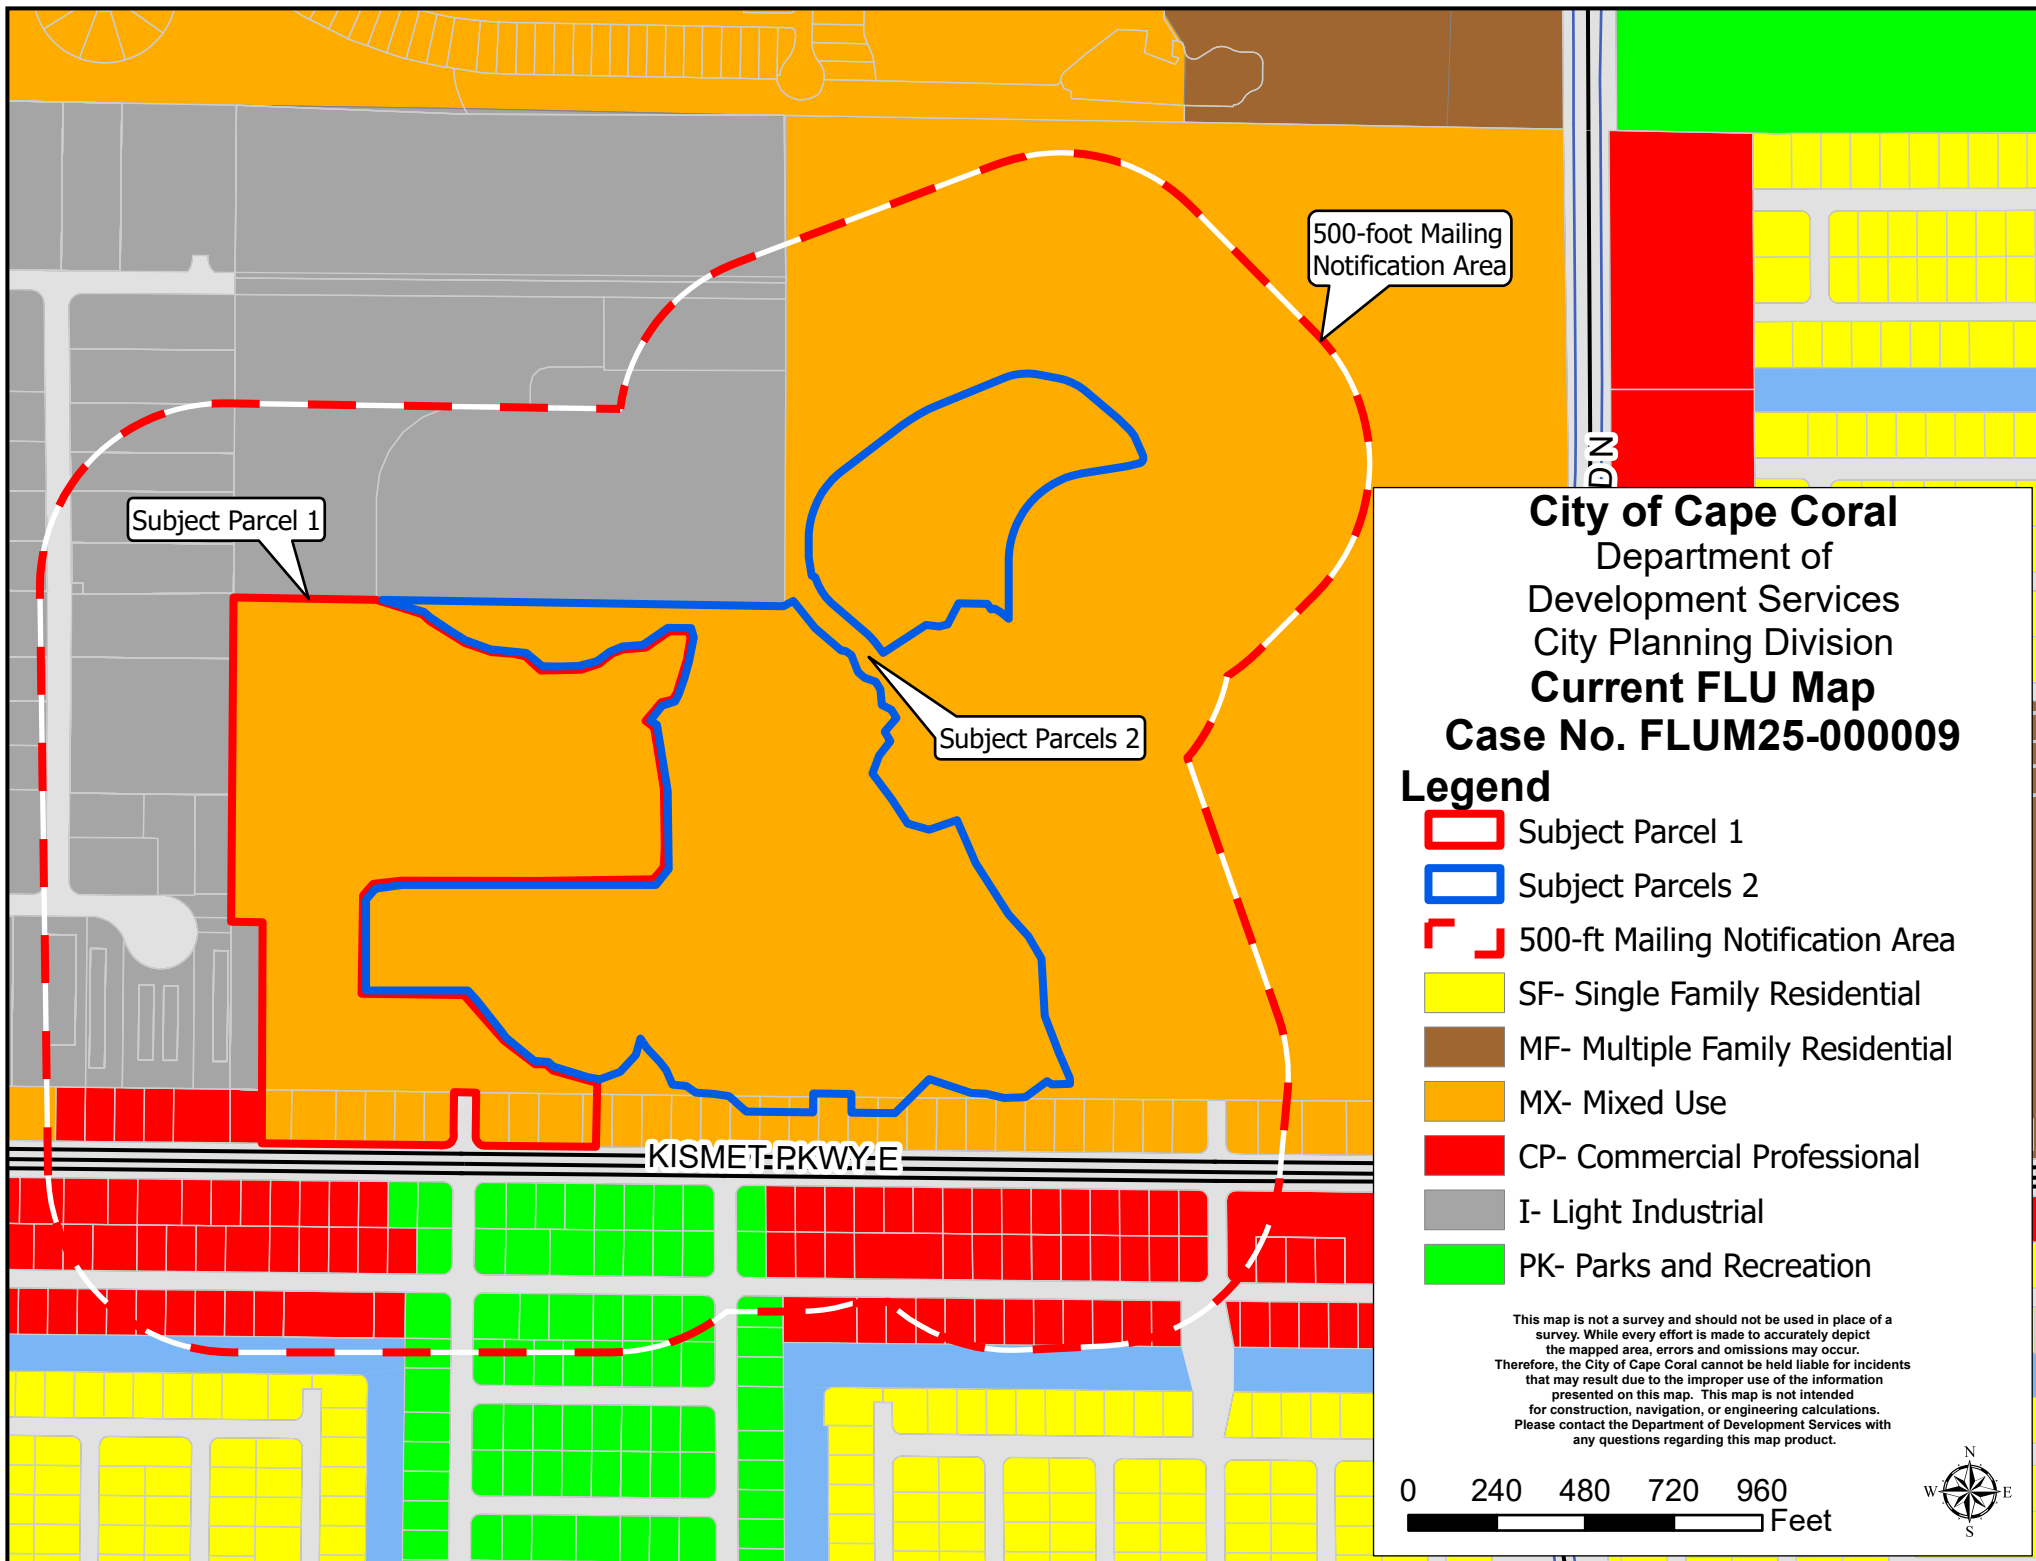 500-foot Mailing
Notification Area
D N
Subject Parcel 1
Subject Parcels 2
KISMET PKWY E
City of Cape Coral
Department of
Development Services
City Planning Division
Current FLU Map
Case No. FLUM25-000009
Legend
Subject Parcel 1
Subject Parcels 2
500-ft Mailing Notification Area
SF- Single Family Residential
MF- Multiple Family Residential
MX- Mixed Use
CP- Commercial Professional
I- Light Industrial
PK- Parks and Recreation
This map is not a survey and should not be used in place of a
survey. While every effort is made to accurately depict
the mapped area, errors and omissions may occur.
Therefore, the City of Cape Coral cannot be held liable for incidents
that may result due to the improper use of the information
presented on this map. This map is not intended
for construction, navigation, or engineering calculations.
Please contact the Department of Development Services with
any questions regarding this map product.
0 240 480 720 960
Feet
N
W E
S